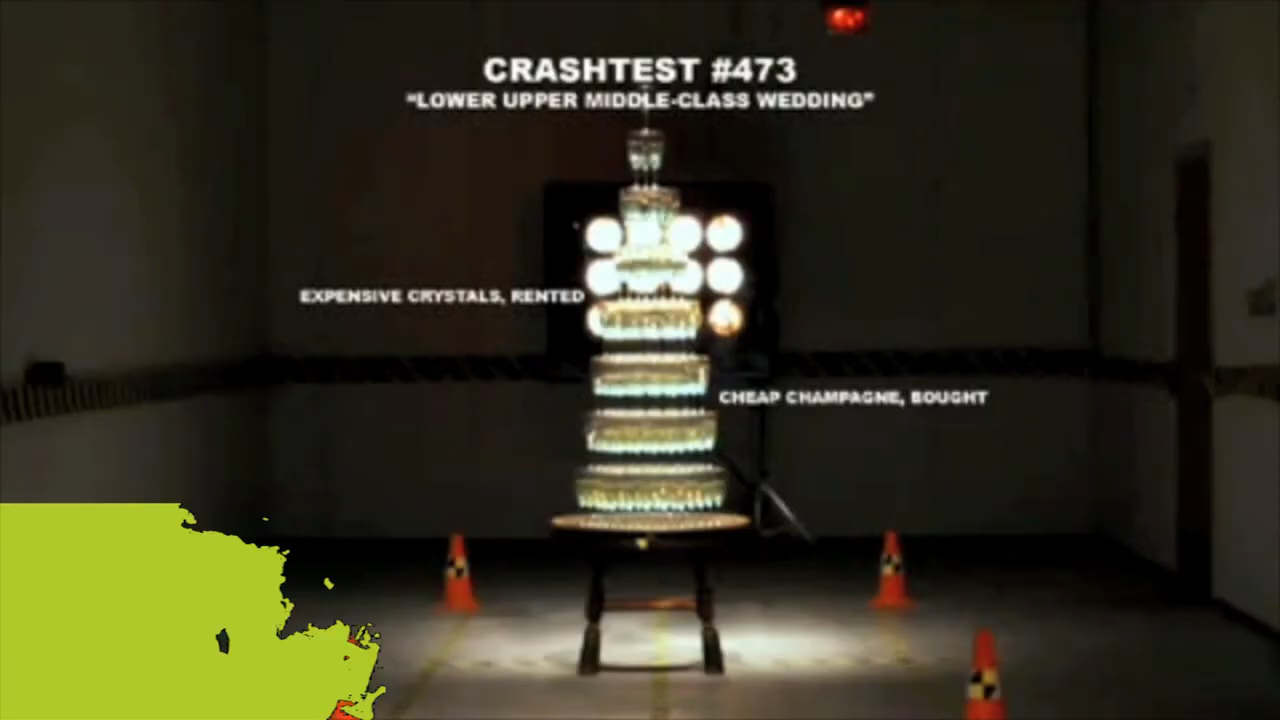 CRASHTEST #473
"LOWER UPPER MIDDLE-CLASS WEDDING"
EXPENSIVE CRYSTALS, RENTED
CHEAP CHAMPAGNE, BOUGHT